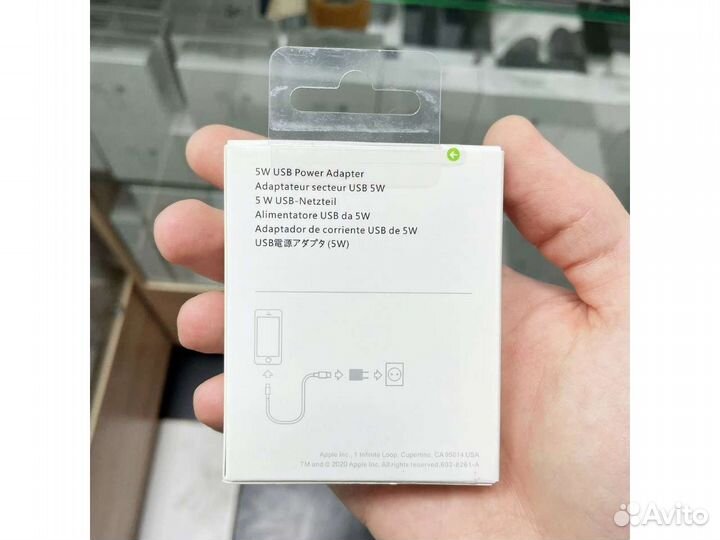 5W USB Power Adapter
Adaptateur secteur USB 5W
5 W USB-Netzteil
Alimentatore USB da 5W
Adaptador de corriente USB de 5W
USB電源アダプタ (5W)
Apple Inc., 1 Infinite Loop, Cupertino, CA 95014 USA
TM and © 2020 Apple Inc. All rights reserved.603-8261-A
Avito